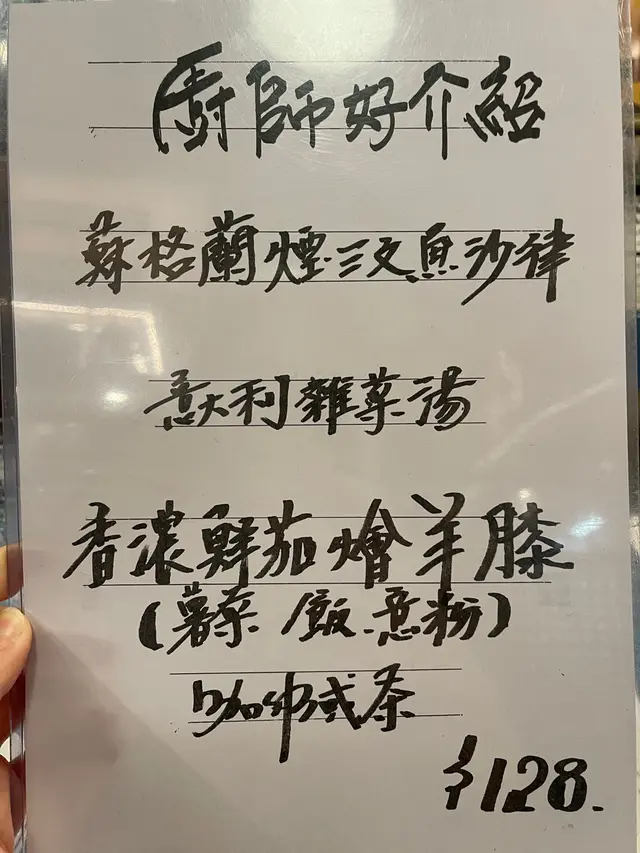 廚師好介紹
蘇格蘭煙三文魚沙律
意大利雜菜湯
香濃鮮茄燴羊膝
(薯菜 飯.意粉)
咖啡或茶
$128.